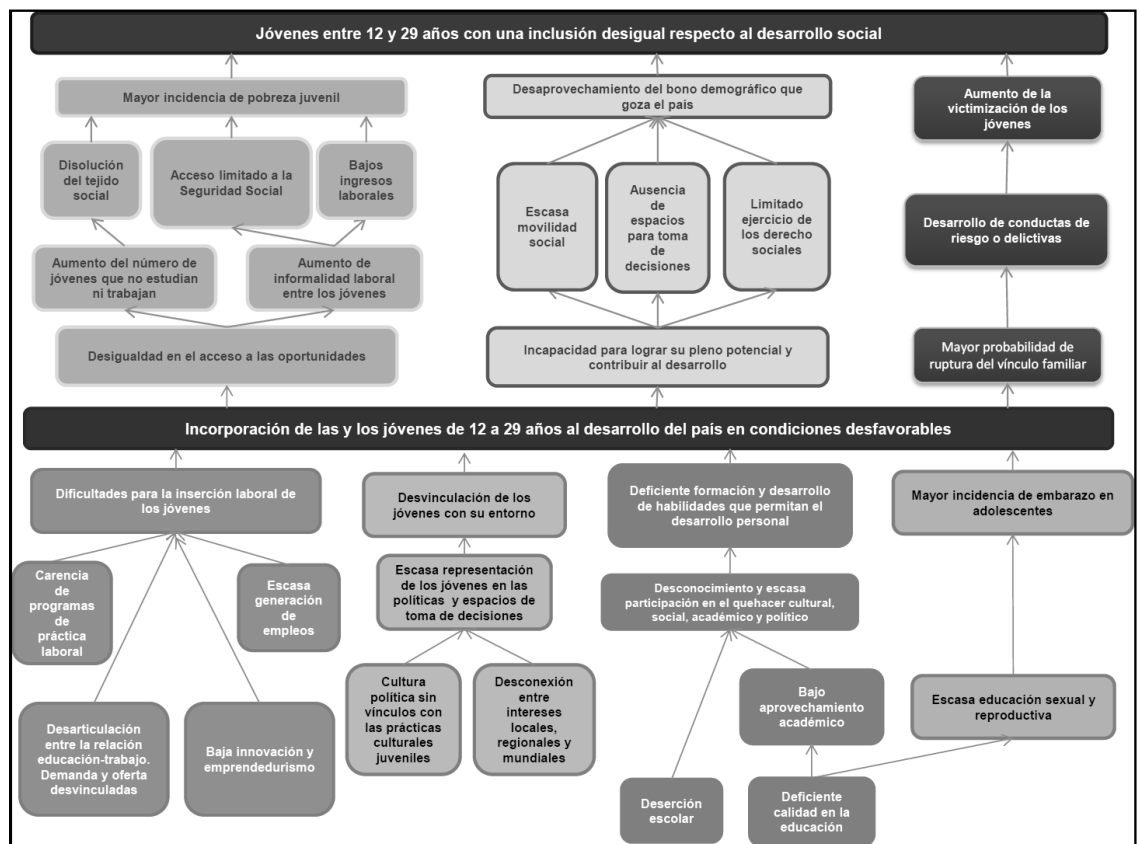 Jóvenes entre 12 y 29 años con una inclusión desigual respecto al desarrollo social
Mayor incidencia de pobreza juvenil
Desaprovechamiento del bono demográfico que
goza el país
Aumento de la
victimización de los
jóvenes
Disolución
del tejido
social
Acceso limitado a la
Seguridad Social
Bajos
ingresos
laborales
Escasa
movilidad
social
Ausencia
de
espacios
para toma
de
decisiones
Limitado
ejercicio de
los derecho
sociales
Desarrollo de conductas de
riesgo o delictivas
Aumento del número de
jóvenes que no estudian
ni trabajan
Aumento de
informalidad laboral
entre los jóvenes
Desigualdad en el acceso a las oportunidades
Incapacidad para lograr su pleno potencial y
contribuir al desarrollo
Mayor probabilidad de
ruptura del vínculo familiar
Incorporación de las y los jóvenes de 12 a 29 años al desarrollo del país en condiciones desfavorables
Dificultades para la inserción laboral de
los jóvenes
Desvinculación de los
jóvenes con su entorno
Deficiente formación y desarrollo
de habilidades que permitan el
desarrollo personal
Mayor incidencia de embarazo en
adolescentes
Carencia
de
programas
de
práctica
laboral
Escasa
generación
de
empleos
Escasa representación
de los jóvenes en las
políticas y espacios de
toma de decisiones
Desconocimiento y escasa
participación en el quehacer cultural,
social, académico y político
Desarticulación
entre la relación
educación-trabajo.
Demanda y oferta
desvinculadas
Baja innovación y
emprendedurismo
Cultura
política sin
vínculos con
las prácticas
culturales
juveniles
Desconexión
entre
intereses
locales,
regionales y
mundiales
Bajo
aprovechamiento
académico
Escasa educación sexual y
reproductiva
Deserción
escolar
Deficiente
calidad en la
educación